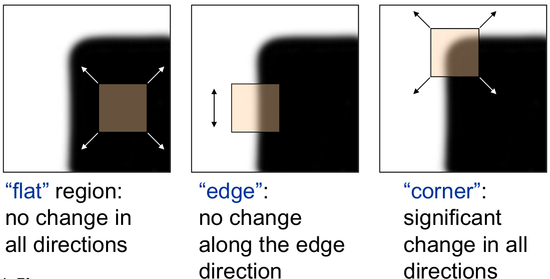 “flat” region:
no change in
all directions
“edge”:
no change
along the edge
direction
“corner”:
significant
change in all
directions